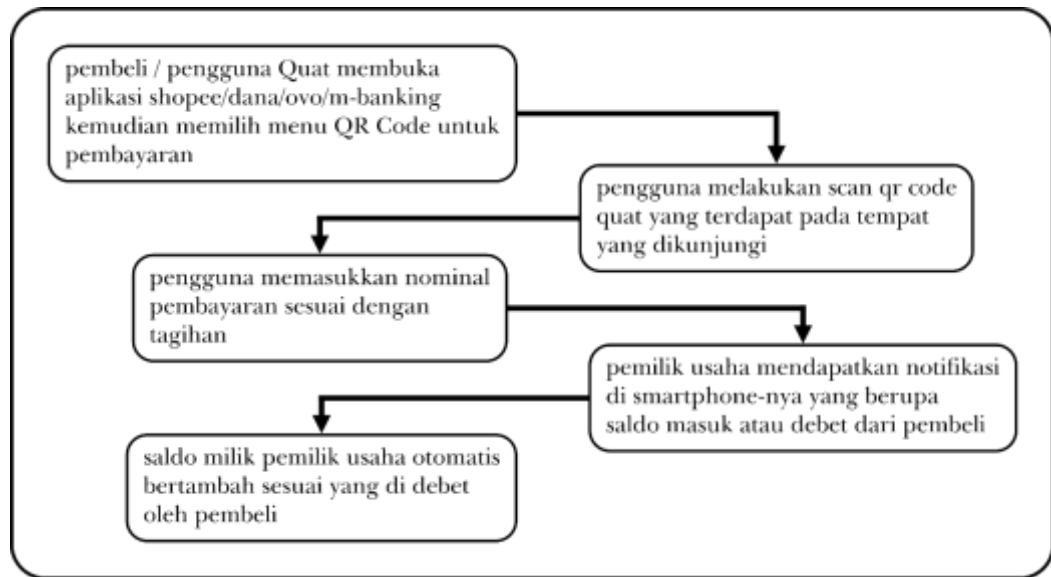 pembeli / pengguna Quat membuka
aplikasi shopee/dana/ovo/m-banking
kemudian memilih menu QR Code untuk
pembayaran
pengguna melakukan scan qr code
quat yang terdapat pada tempat
yang dikunjungi
pengguna memasukkan nominal
pembayaran sesuai dengan
tagihan
pemilik usaha mendapatkan notifikasi
di smartphone-nya yang berupa
saldo masuk atau debet dari pembeli
saldo milik pemilik usaha otomatis
bertambah sesuai yang di debet
oleh pembeli